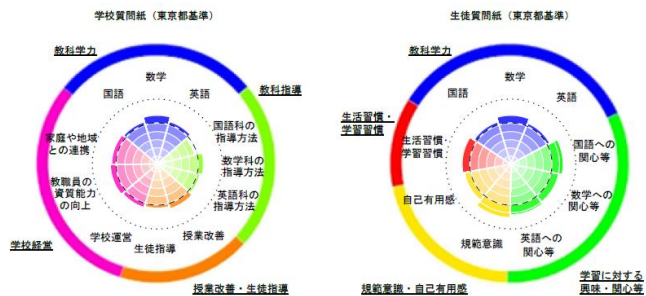 学校質問紙（東京都基準）
教科学力
数学
国語
英語
教科指導
家庭や地域
との連携
国語科の
指導方法
数学科の
指導方法
教職員の
資質能力
の向上
英語科の
指導方法
学校運営
授業改善
生徒指導
学校経営
授業改善・生徒指導
生徒質問紙（東京都基準）
教科学力
数学
国語
英語
生活習慣・
学習習慣
生活習慣・
学習習慣
国語への
関心等
自己有用感
数学への
関心等
規範意識
英語への
関心等
規範意識・自己有用感
学習に対する
興味・関心等